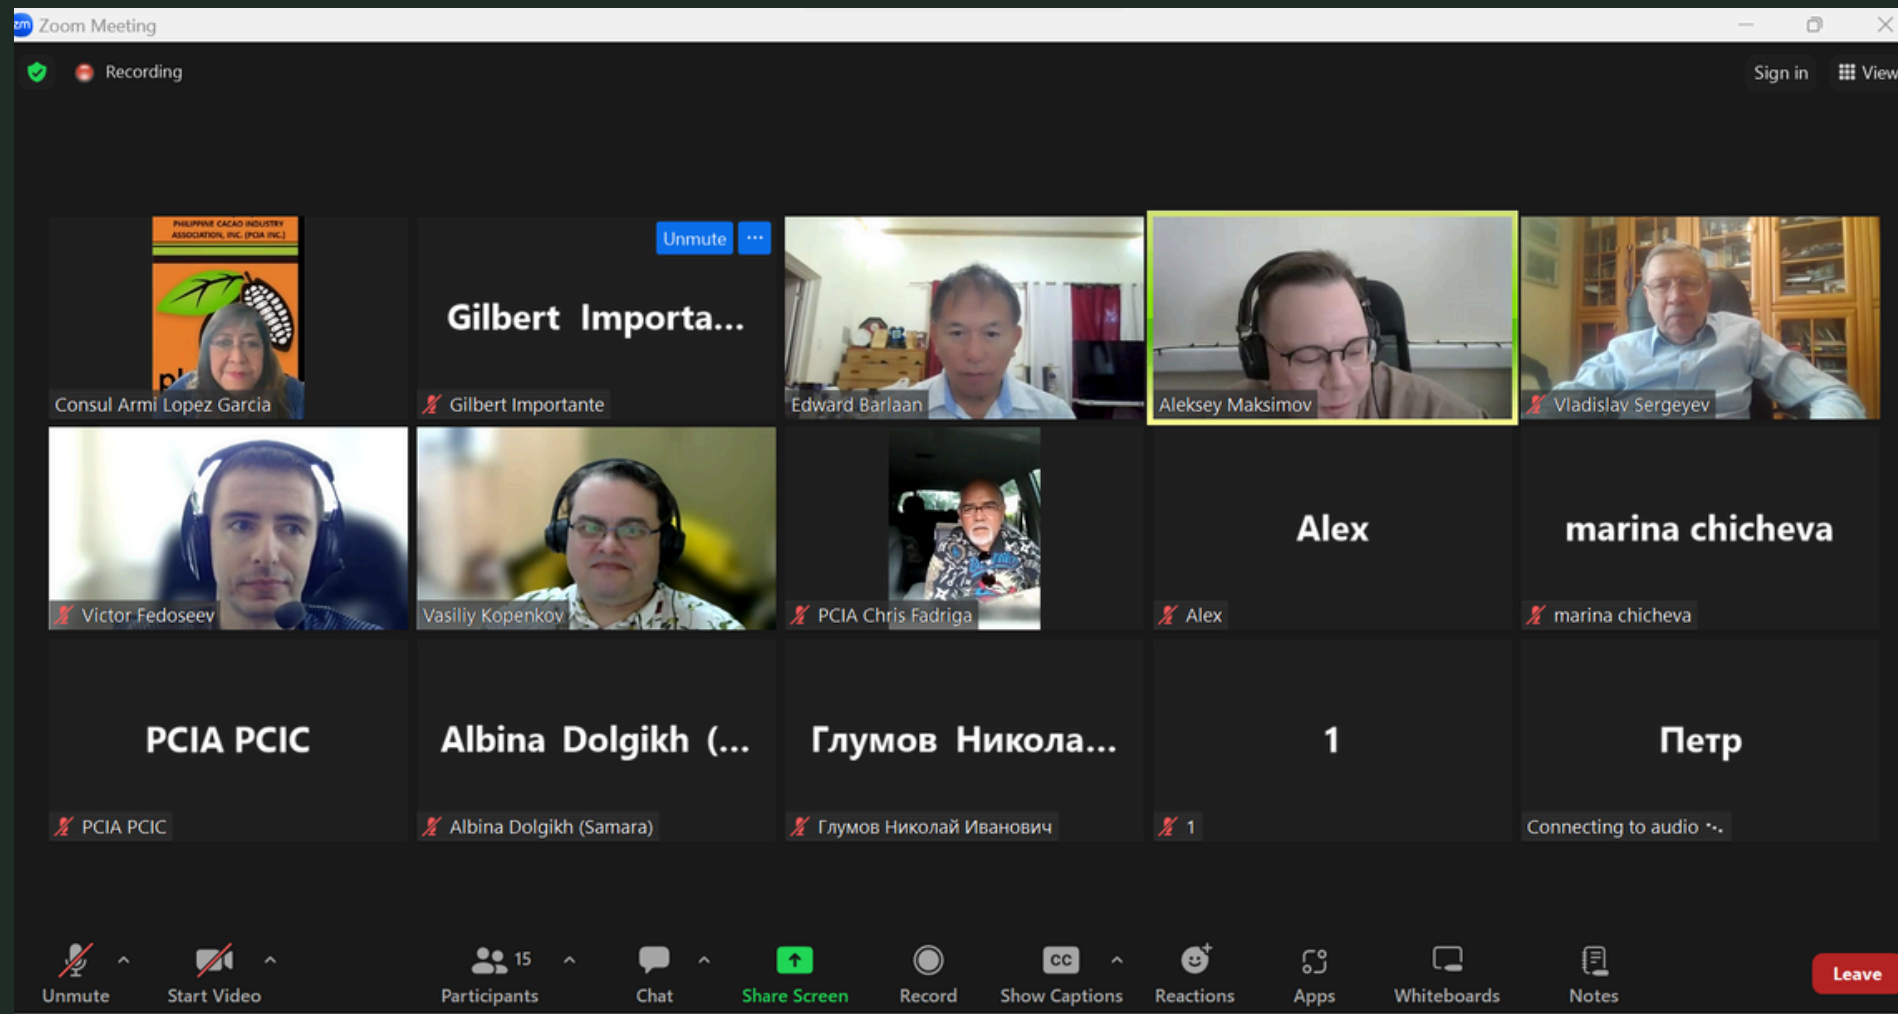 zm Zoom Meeting
Recording
Sign in
View
PHILIPPINE CACAO INDUSTRY
ASSOCIATION, INC. (PCIA INC.)
Consul Armi Lopez Garcia
Unmute ...
Gilbert Importa...
Gilbert Importante
Edward Barlaan
Aleksey Maksimov
Vladislav Sergeyev
Victor Fedoseev
Vasiliy Kopenkov
PCIA Chris Fadriga
Alex
Alex
marina chicheva
marina chicheva
PCIA PCIC
PCIA PCIC
Albina Dolgikh (...
Albina Dolgikh (Samara)
Глумов Никола...
Глумов Николай Иванович
1
1
Петр
Connecting to audio
Unmute
Start Video
15
Participants
Chat
Share Screen
Record
CC
Show Captions
Reactions
Apps
Whiteboards
Notes
Leave